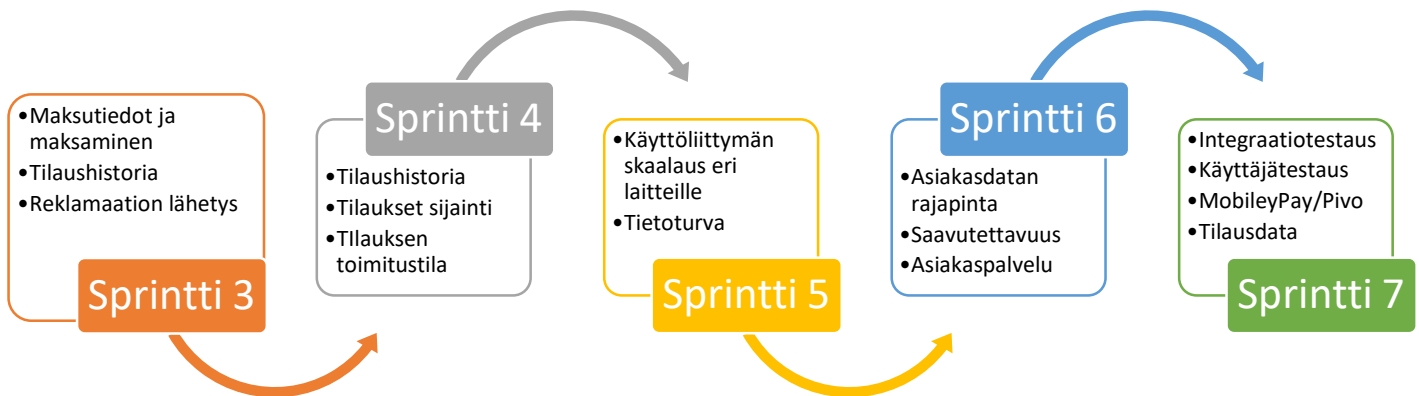 •Maksutiedot ja
maksaminen
•Tilaushistoria
•Reklamaation lähetys
Sprintti 3
Sprintti 4
•Tilaushistoria
•Tilaukset sijainti
•TIlauksen
toimitustila
•Käyttöliittymän
skaalaus eri
laitteille
•Tietoturva
Sprintti 5
Sprintti 6
•Asiakasdatan
rajapinta
•Saavutettavuus
•Asiakaspalvelu
•Integraatiotestaus
•Käyttäjätestaus
•MobileyPay/Pivo
•Tilausdata
Sprintti 7